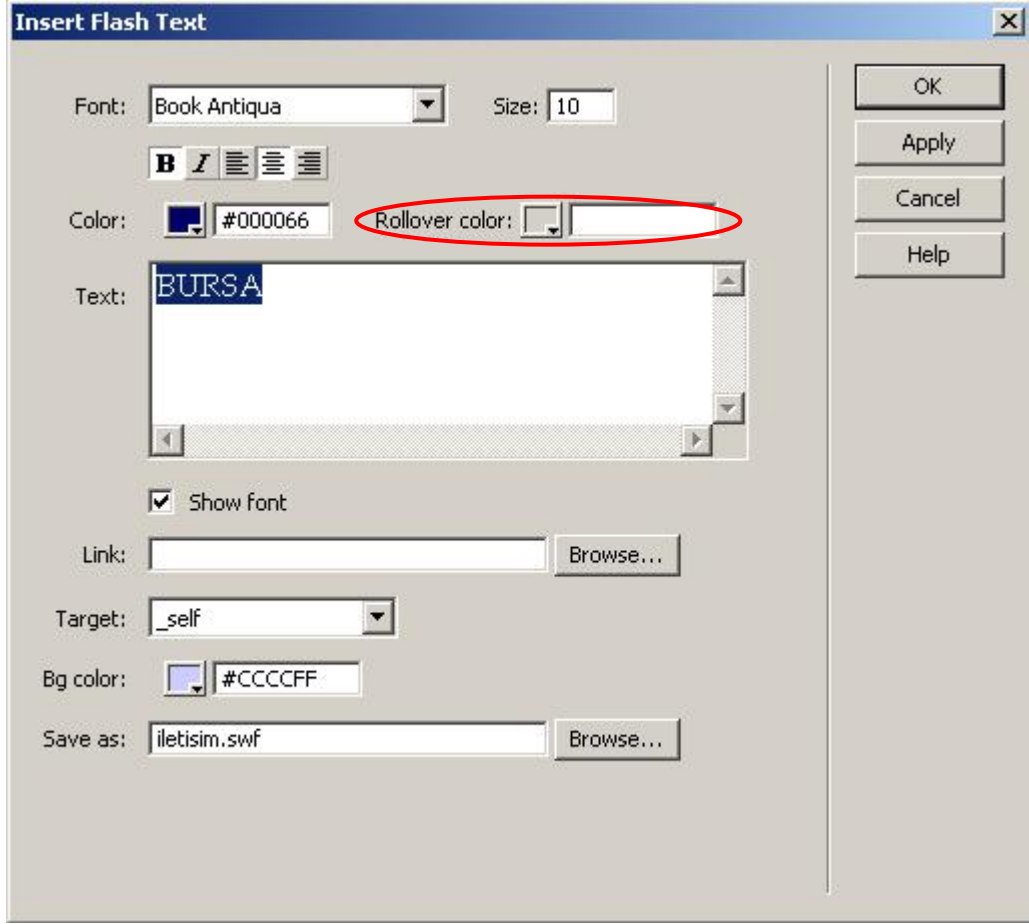 Insert Flash Text
Font: Book Antiqua Size: 10 OK
B I Apply
Color: #000066 Rollover color: Cancel
Text: BURSA Help
Show font
Link: Browse...
Target: _self
Bg color: #CCCCFF
Save as: iletisim.swf Browse...